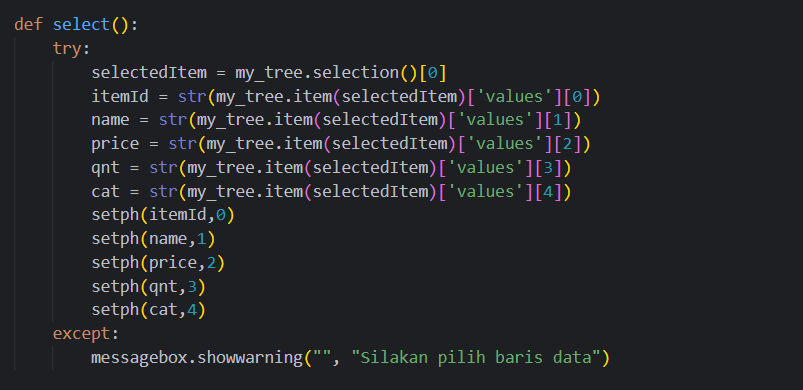 def select():
    try:
        selectedItem = my_tree.selection()[0]
        itemId = str(my_tree.item(selectedItem)['values'][0])
        name = str(my_tree.item(selectedItem)['values'][1])
        price = str(my_tree.item(selectedItem)['values'][2])
        qnt = str(my_tree.item(selectedItem)['values'][3])
        cat = str(my_tree.item(selectedItem)['values'][4])
        setph(itemId,0)
        setph(name,1)
        setph(price,2)
        setph(qnt,3)
        setph(cat,4)
    except:
        messagebox.showwarning("", "Silakan pilih baris data")